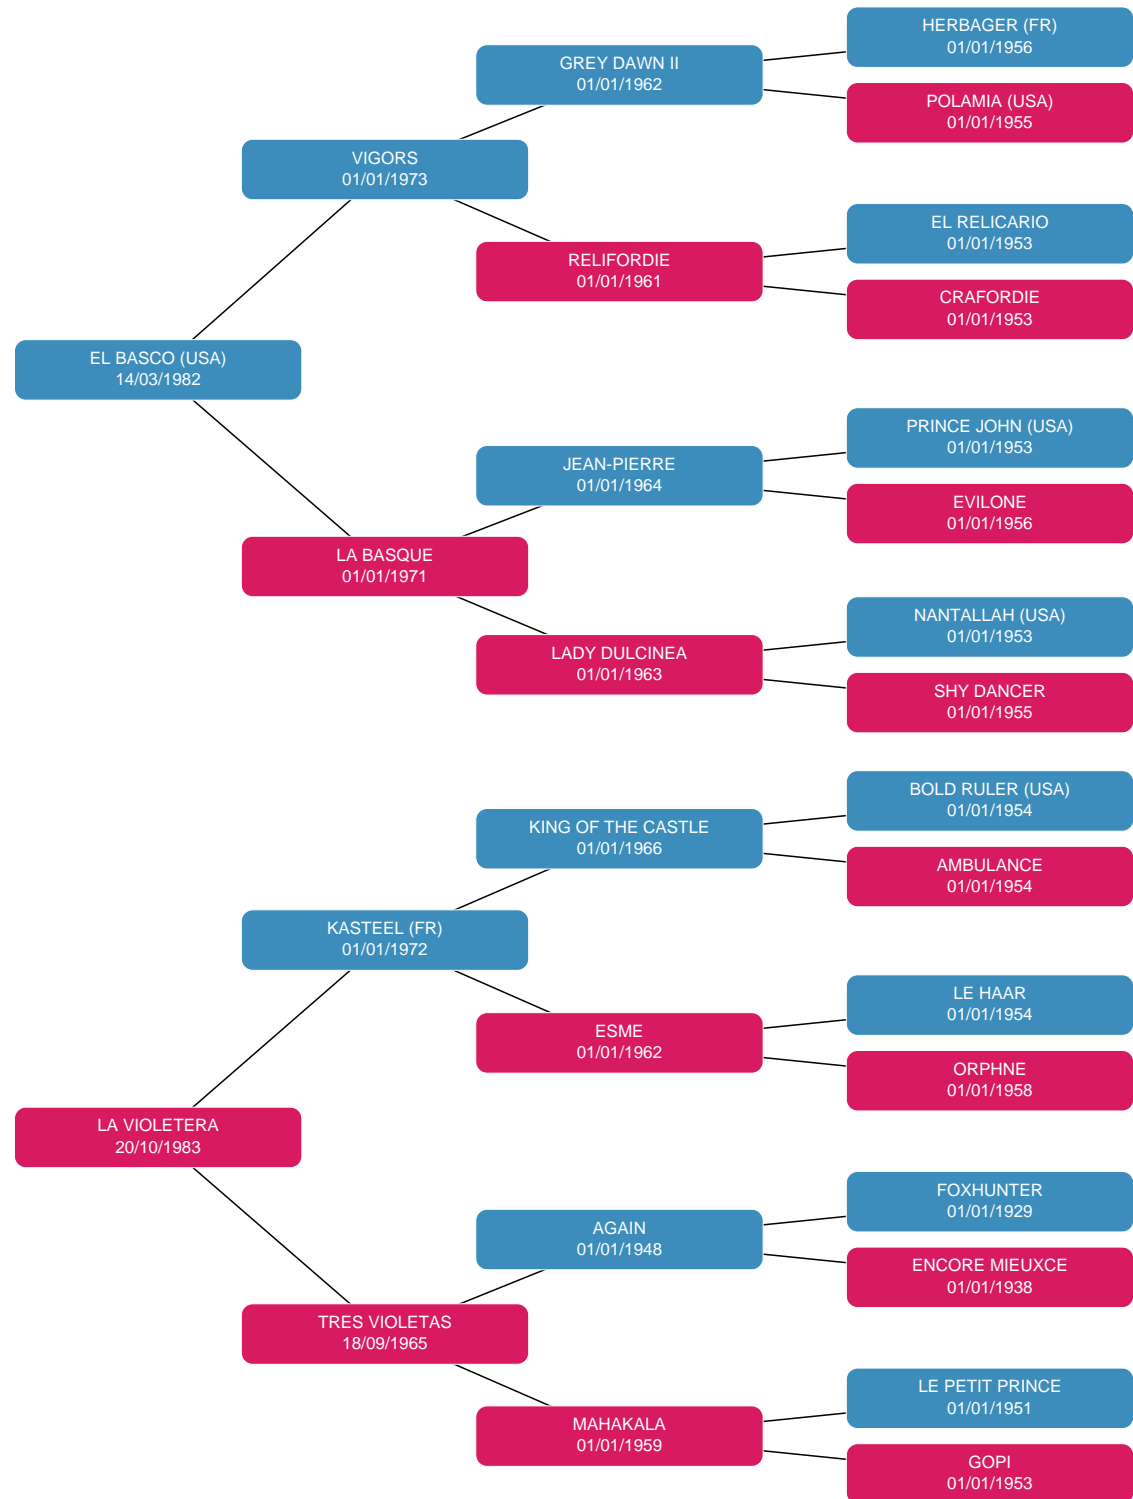 HERBAGER (FR)
01/01/1956
GREY DAWN II
01/01/1962
POLAMIA (USA)
01/01/1955
VIGORS
01/01/1973
EL RELICARIO
01/01/1953
RELIFORDIE
01/01/1961
CRAFORDIE
01/01/1953
EL BASCO (USA)
14/03/1982
PRINCE JOHN (USA)
01/01/1953
JEAN-PIERRE
01/01/1964
EVILONE
01/01/1956
LA BASQUE
01/01/1971
NANTALLAH (USA)
01/01/1953
LADY DULCINEA
01/01/1963
SHY DANCER
01/01/1955
BOLD RULER (USA)
01/01/1954
KING OF THE CASTLE
01/01/1966
AMBULANCE
01/01/1954
KASTEEL (FR)
01/01/1972
LE HAAR
01/01/1954
ESME
01/01/1962
ORPHNE
01/01/1958
LA VIOLETERA
20/10/1983
FOXHUNTER
01/01/1929
AGAIN
01/01/1948
ENCORE MIEUXCE
01/01/1938
TRES VIOLETAS
18/09/1965
LE PETIT PRINCE
01/01/1951
MAHAKALA
01/01/1959
GOPI
01/01/1953